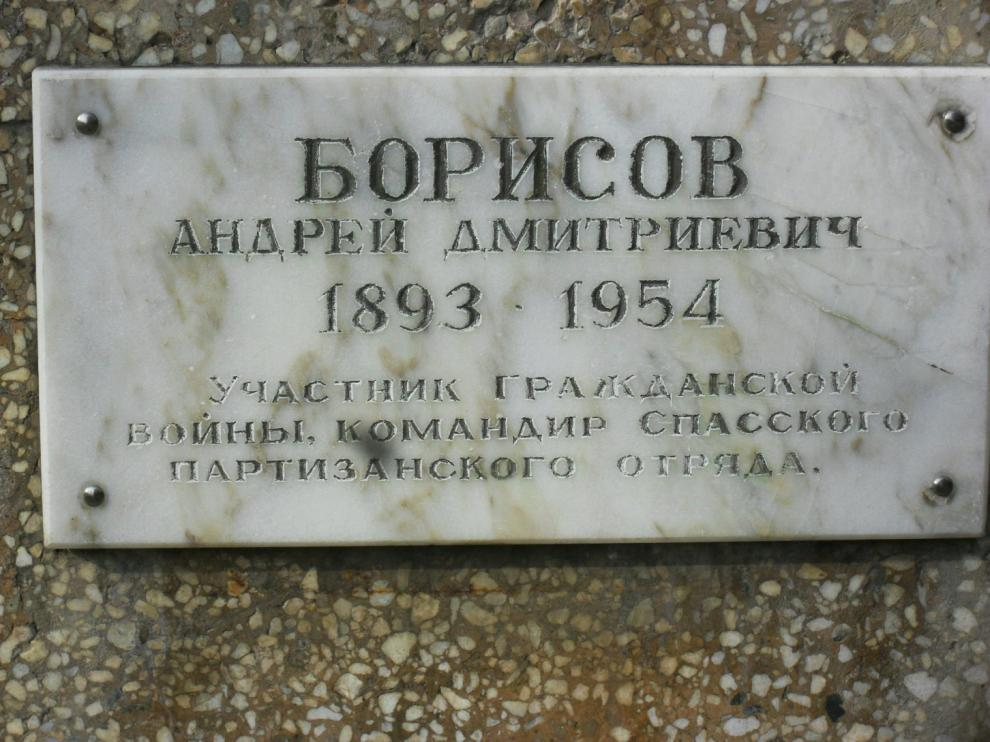 БОРИСОВ
АНДРЕЙ ДМИТРИЕВИЧ
1893 · 1954
УЧАСТНИК ГРАЖДАНСКОЙ
ВОЙНЫ, КОМАНДИР СПАССКОГО
ПАРТИЗАНСКОГО ОТРЯДА.